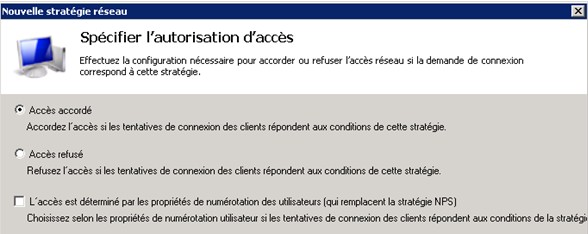 Nouvelle stratégie réseau
Spécifier l'autorisation d'accès
Effectuez la configuration nécessaire pour accorder ou refuser l'accès réseau si la demande de connexion
correspond à cette stratégie.
Accès accordé
Accordez l'accès si les tentatives de connexion des clients répondent aux conditions de cette stratégie.
Accès refusé
Refusez l'accès si les tentatives de connexion des clients répondent aux conditions de cette stratégie.
L'accès est déterminé par les propriétés de numérotation des utilisateurs (qui remplacent la stratégie NPS)
Choisissez selon les propriétés de numérotation utilisateur si les tentatives de connexion des clients répondent aux conditions de la stratégi